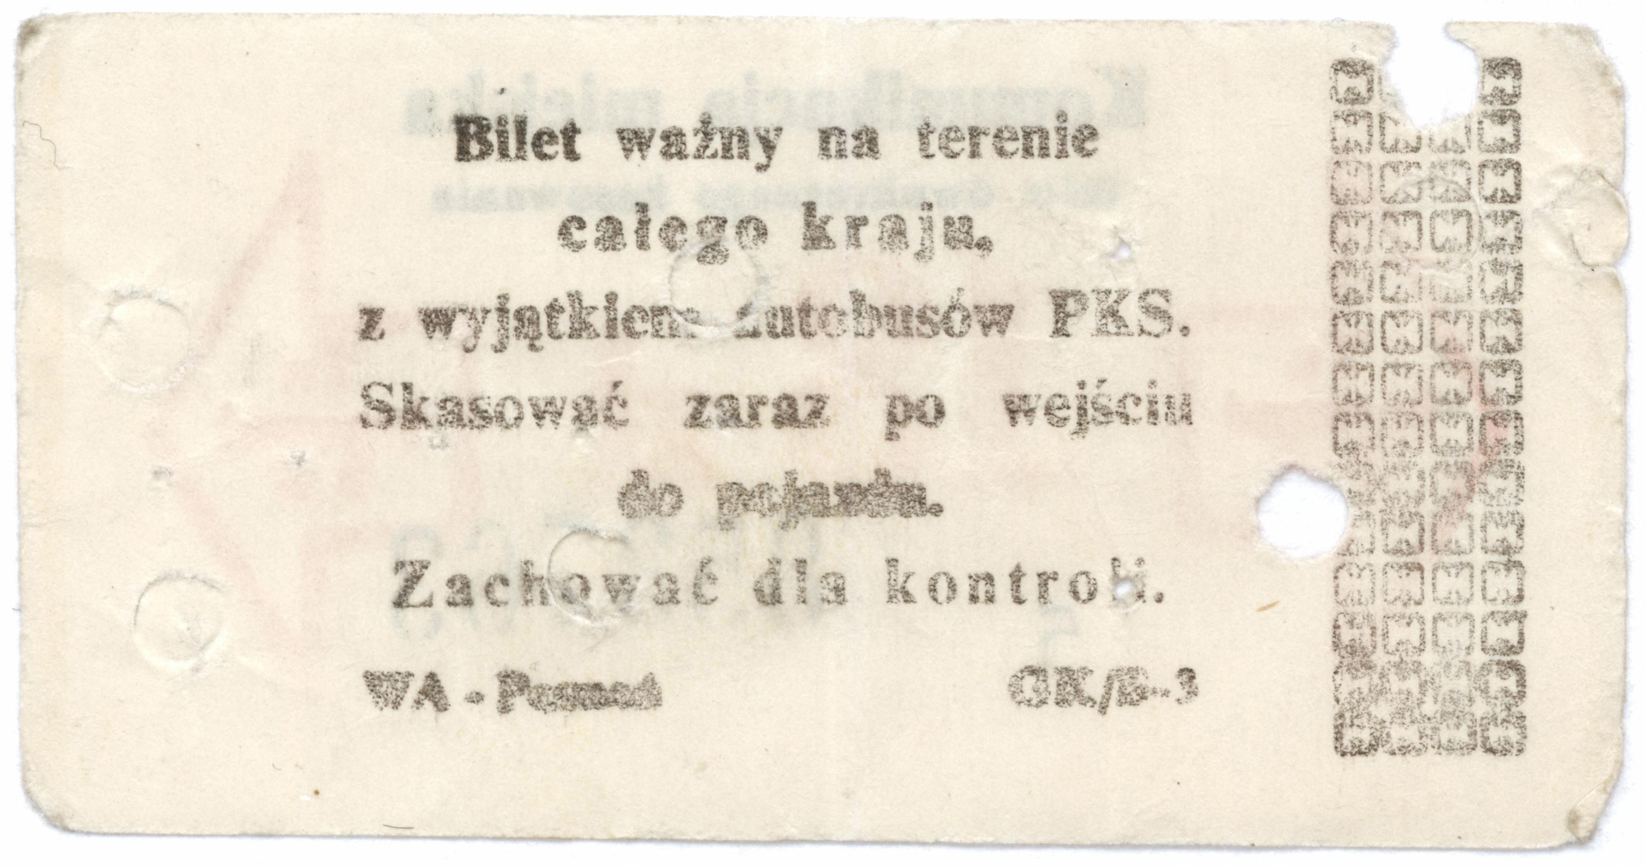 Bilet ważny na terenie
całego kraju,
z wyjątkiem autobusów PKS.
Skasować zaraz po wejściu
do pojazdu.
Zachować dla kontroli.
WA - Poznań
GK/B-3